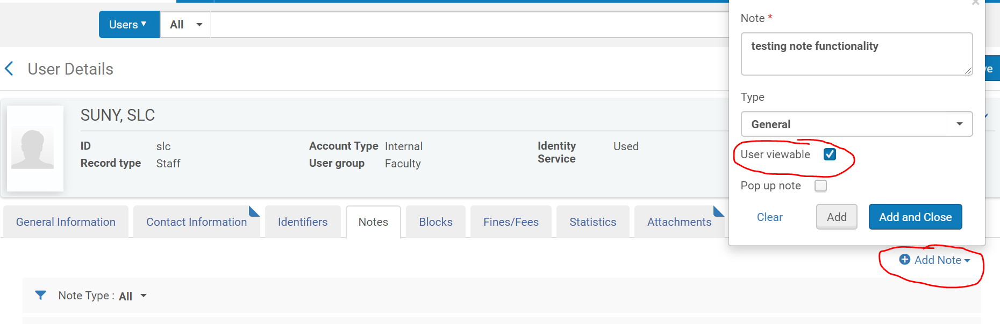 Users
All
Note *
testing note functionality
User Details
ve
Type
General
SUNY, SLC
ID slc
Account Type Internal
Identity Service Used
Record type Staff
User group Faculty
User viewable
Pop up note
Clear Add Add and Close
General Information Contact Information Identifiers Notes Blocks Fines/Fees Statistics Attachments
Add Note
Note Type : All